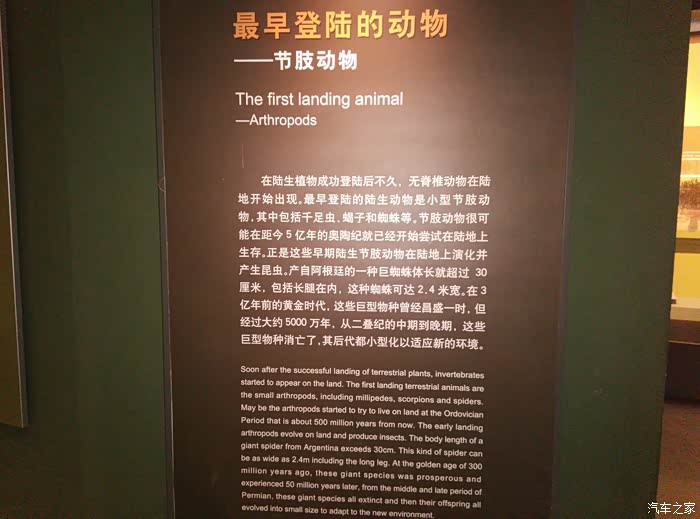 最早登陆的动物
——节肢动物
The first landing animal
—Arthropods
在陆生植物成功登陆后不久，无脊椎动物在陆
地开始出现。最早登陆的陆生动物是小型节肢动
物，其中包括千足虫、蝎子和蜘蛛等。节肢动物很可
能在距今5亿年的奥陶纪就已经开始尝试在陆地上
生存。正是这些早期陆生节肢动物在陆地上演化并
产生昆虫。产自阿根廷的一种巨蜘蛛体长就超过 30
厘米，包括长腿在内，这种蜘蛛可达2.4米宽。在3
亿年前的黄金时代，这些巨型物种曾经昌盛一时，但
经过大约5000万年，从二叠纪的中期到晚期，这些
巨型物种消亡了，其后代都小型化以适应新的环境。
Soon after the successful landing of terrestrial plants, invertebrates
started to appear on the land. The first landing terrestrial animals are
the small arthropods, including millipedes, scorpions and spiders.
May be the arthropods started to try to live on land at the Ordovician
Period that is about 500 million years from now. The early landing
arthropods evolve on land and produce insects. The body length of a
giant spider from Argentina exceeds 30cm. This kind of spider can
be as wide as 2.4m including the long leg. At the golden age of 300
million years ago, these giant species was prosperous and
experienced 50 million years later, from the middle and late period of
Permian, these giant species all extinct and then their offspring all
evolved into small size to adapt to the new environment.
汽车之家